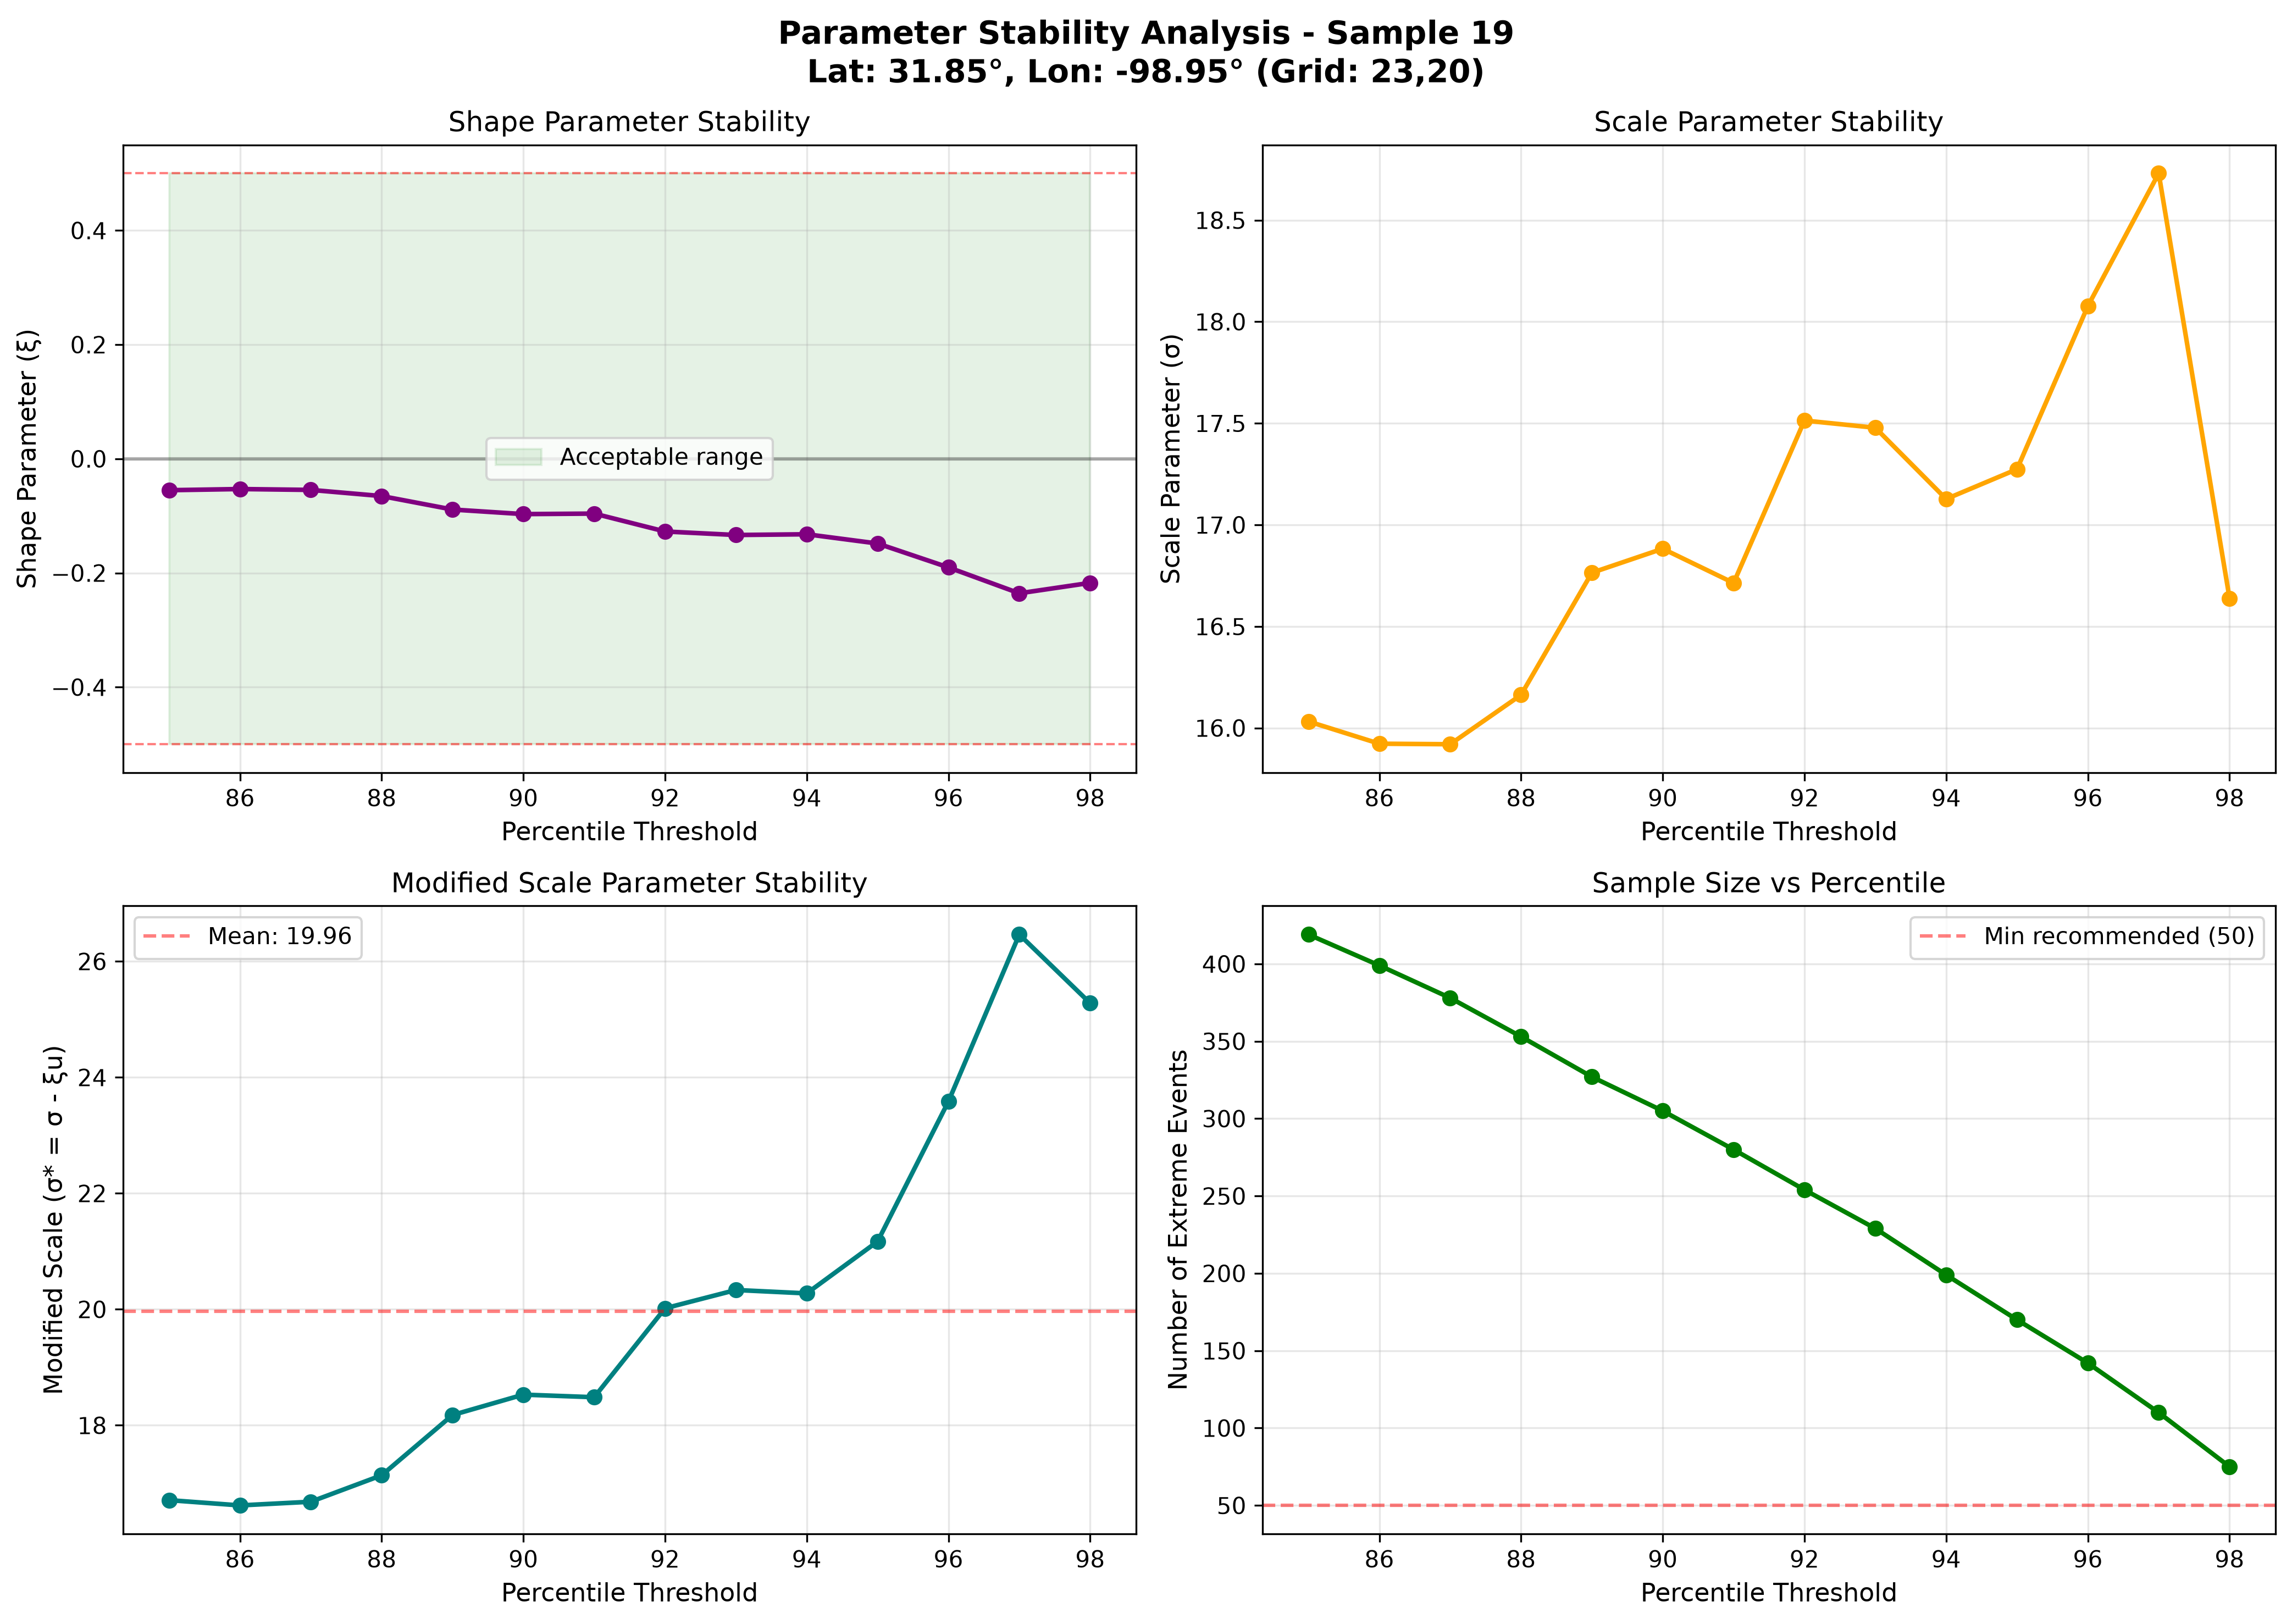 Parameter Stability Analysis - Sample 19
Lat: 31.85°, Lon: -98.95° (Grid: 23,20)
Shape Parameter Stability
Shape Parameter (ξ)
0.4
0.2
0.0
−0.2
−0.4
Acceptable range
86 88 90 92 94 96 98
Percentile Threshold
Scale Parameter Stability
Scale Parameter (σ)
18.5
18.0
17.5
17.0
16.5
16.0
86 88 90 92 94 96 98
Percentile Threshold
Modified Scale Parameter Stability
Modified Scale (σ* = σ - ξu)
Mean: 19.96
26
24
22
20
18
86 88 90 92 94 96 98
Percentile Threshold
Sample Size vs Percentile
Number of Extreme Events
Min recommended (50)
400
350
300
250
200
150
100
50
86 88 90 92 94 96 98
Percentile Threshold